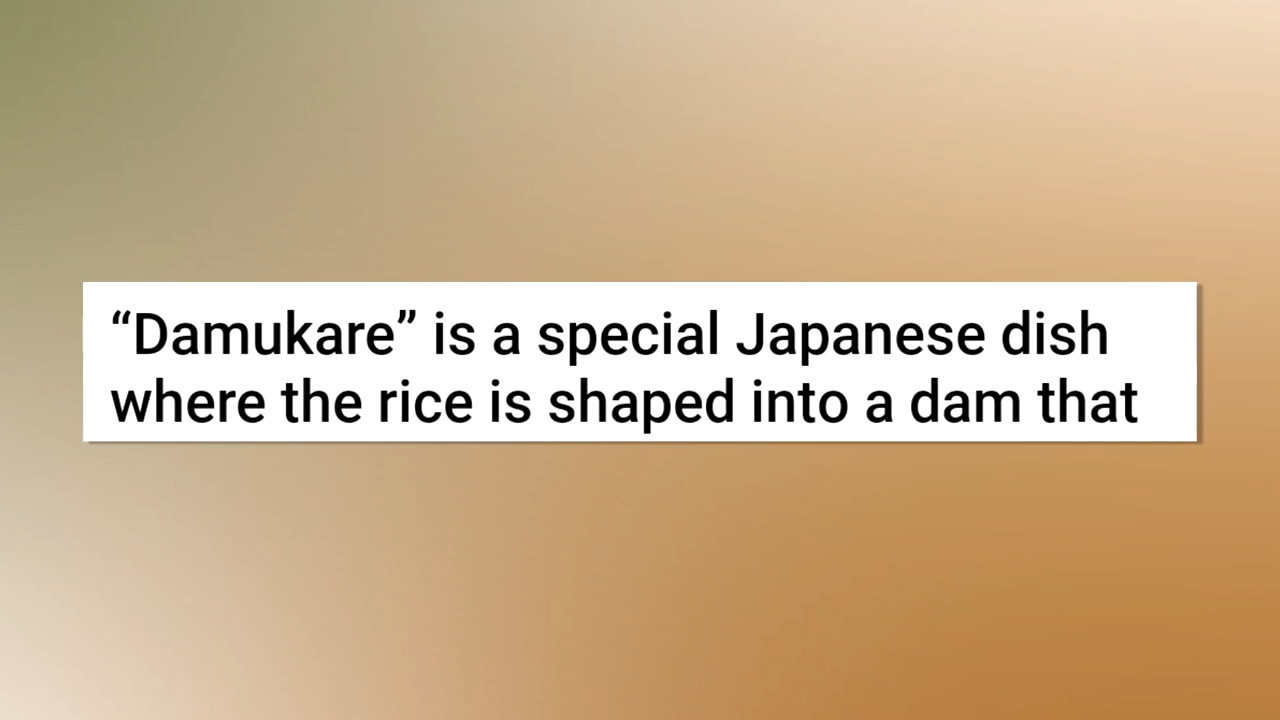 “Damukare” is a special Japanese dish
where the rice is shaped into a dam that